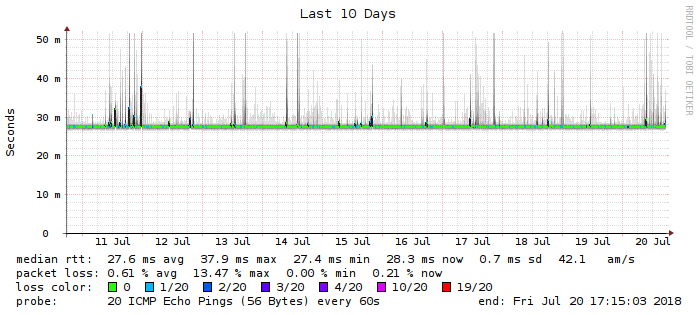 Last 10 Days
RRDTOOL / TOBI OETIKER
Seconds
50 m
40 m
30 m
20 m
10 m
0
11 Jul 12 Jul 13 Jul 14 Jul 15 Jul 16 Jul 17 Jul 18 Jul 19 Jul 20 Jul
median rtt: 27.6 ms avg 37.9 ms max 27.4 ms min 28.3 ms now 0.7 ms sd 42.1 am/s
packet loss: 0.61 % avg 13.47 % max 0.00 % min 0.21 % now
loss color: 0 1/20 2/20 3/20 4/20 10/20 19/20
probe: 20 ICMP Echo Pings (56 Bytes) every 60s end: Fri Jul 20 17:15:03 2018